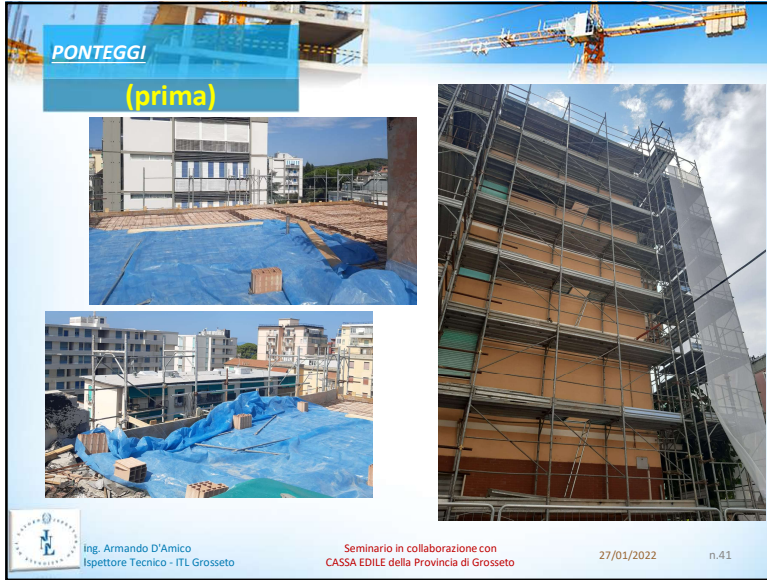 PONTEGGI
(prima)
Ing. Armando D'Amico
Ispettore Tecnico - ITL Grosseto
Seminario in collaborazione con
CASSA EDILE della Provincia di Grosseto
27/01/2022
n.41